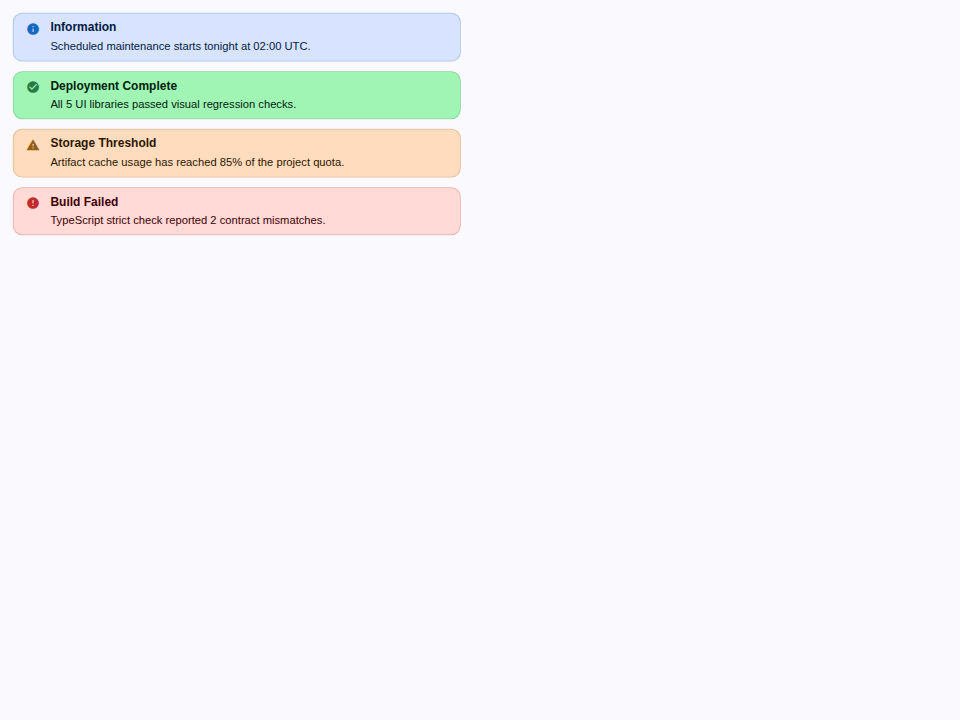 Information
Scheduled maintenance starts tonight at 02:00 UTC.
Deployment Complete
All 5 UI libraries passed visual regression checks.
Storage Threshold
Artifact cache usage has reached 85% of the project quota.
Build Failed
TypeScript strict check reported 2 contract mismatches.